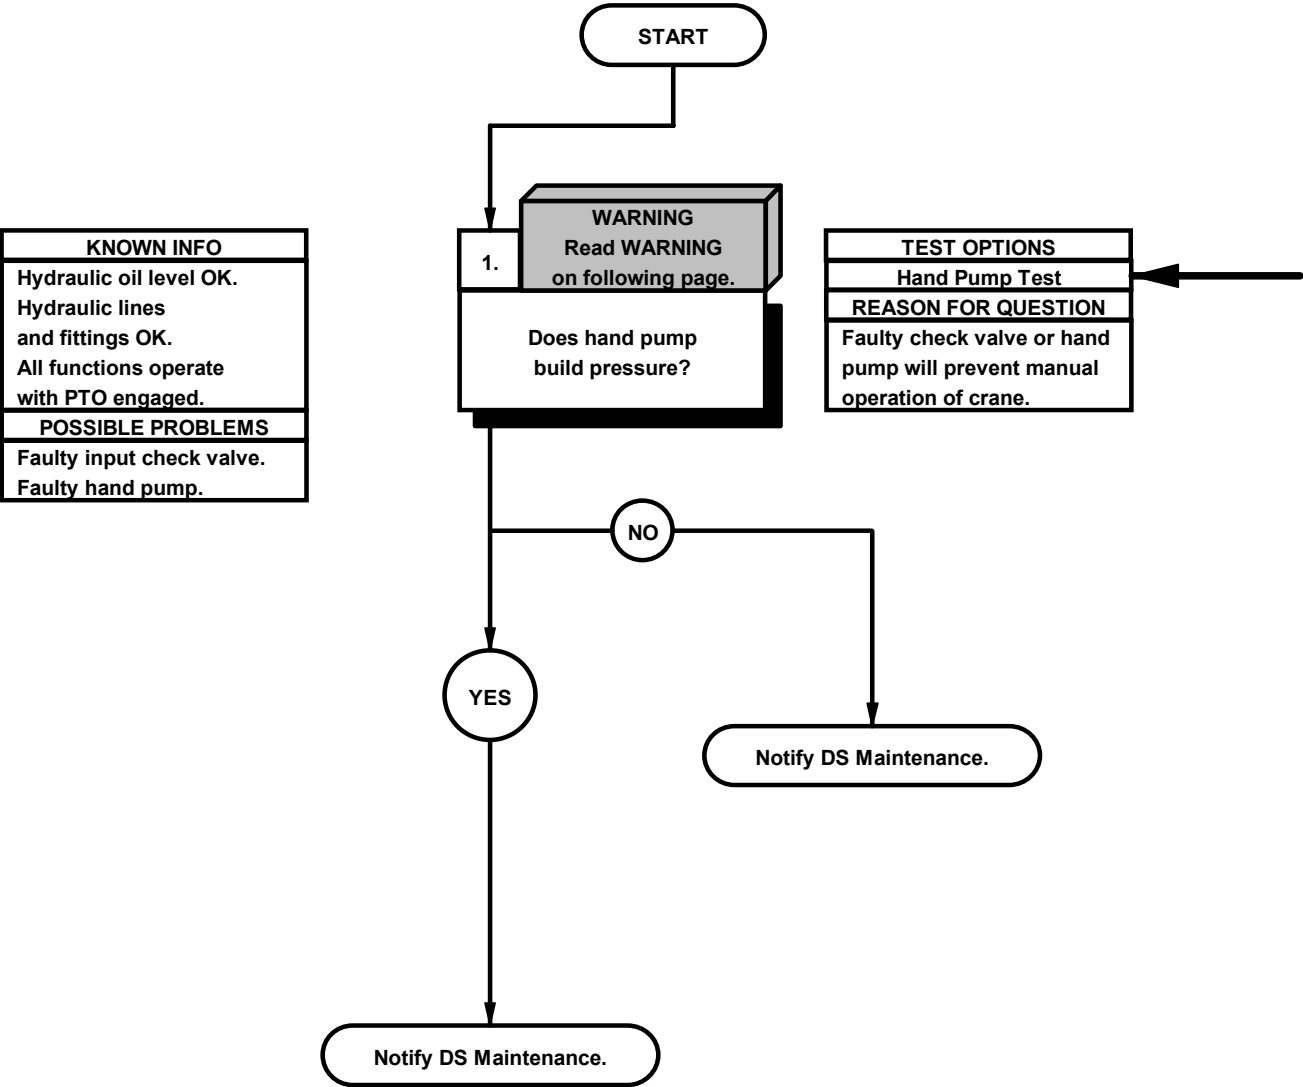 START
KNOWN INFO
Hydraulic oil level OK.
Hydraulic lines
and fittings OK.
All functions operate
with PTO engaged.
POSSIBLE PROBLEMS
Faulty input check valve.
Faulty hand pump.
1.
WARNING
Read WARNING
on following page.
Does hand pump
build pressure?
TEST OPTIONS
Hand Pump Test
REASON FOR QUESTION
Faulty check valve or hand
pump will prevent manual
operation of crane.
NO
YES
Notify DS Maintenance.
Notify DS Maintenance.